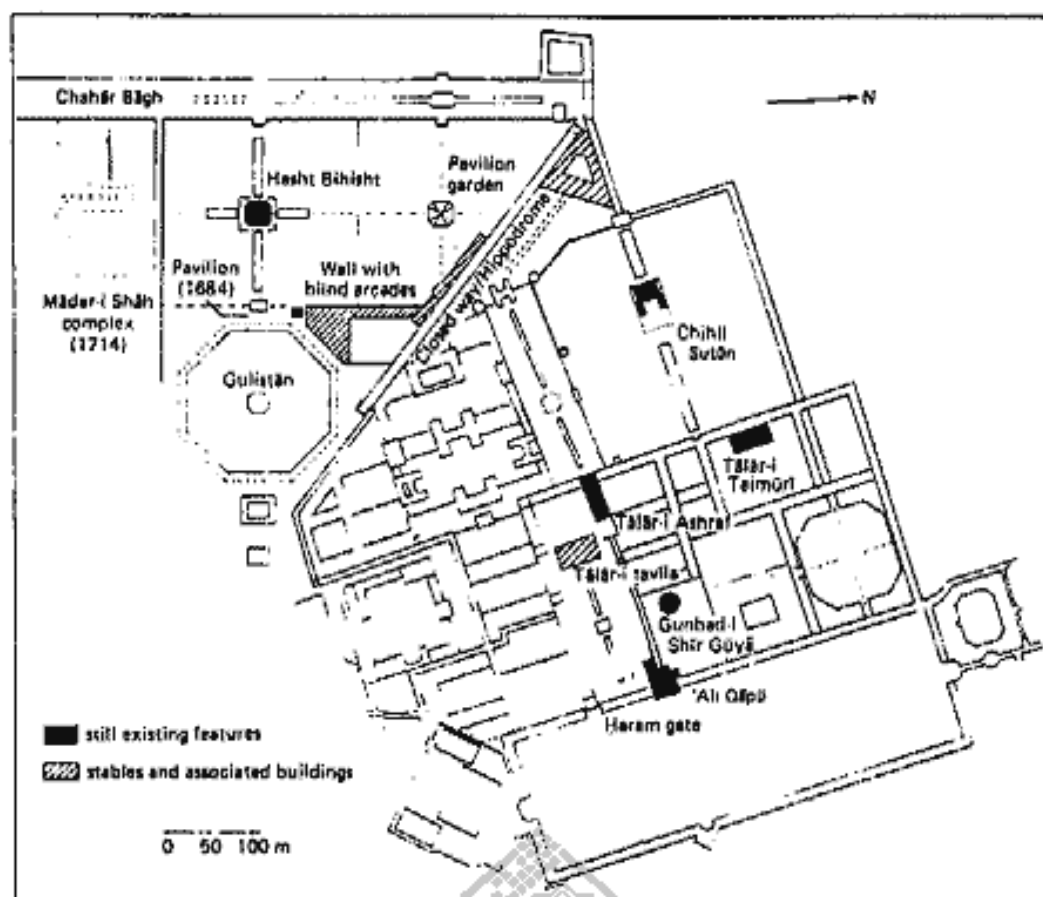 Chahār Bāgh
N
Hasht Bihisht
Pavilion
garden
Pavilion
(1684)
Wall with
blind arcades
Closed way/Hippodrome
Māder-i Shāh
complex
(1714)
Chihil
Sutūn
Gulistān
Tālār-i
Taimūrī
Tālār-i Ashraf
Tālār-i ṭavīla
Gunbad-i
Shīr Gūyā
'Alī Qāpū
Haram gate
still existing features
stables and associated buildings
0 50 100 m